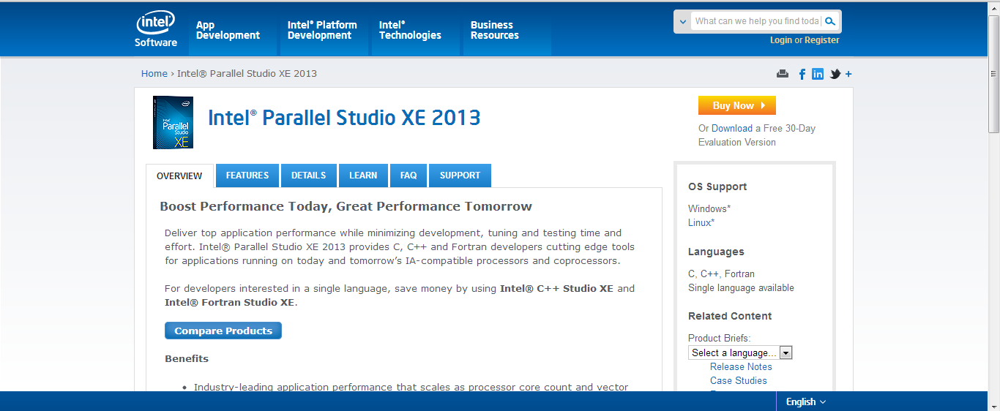 intel
Software
App
Development
Intel® Platform
Development
Intel®
Technologies
Business
Resources
What can we help you find toda
Login or Register
Home › Intel® Parallel Studio XE 2013
Intel
Parallel
Studio
XE
Intel® Parallel Studio XE 2013
Buy Now
Or Download a Free 30-Day
Evaluation Version
OVERVIEW
FEATURES
DETAILS
LEARN
FAQ
SUPPORT
Boost Performance Today, Great Performance Tomorrow
Deliver top application performance while minimizing development, tuning and testing time and
effort. Intel® Parallel Studio XE 2013 provides C, C++ and Fortran developers cutting edge tools
for applications running on today and tomorrow’s IA-compatible processors and coprocessors.
For developers interested in a single language, save money by using Intel® C++ Studio XE and
Intel® Fortran Studio XE.
Compare Products
Benefits
• Industry-leading application performance that scales as processor core count and vector
OS Support
Windows*
Linux*
Languages
C, C++, Fortran
Single language available
Related Content
Product Briefs:
Select a language...
Release Notes
Case Studies
English